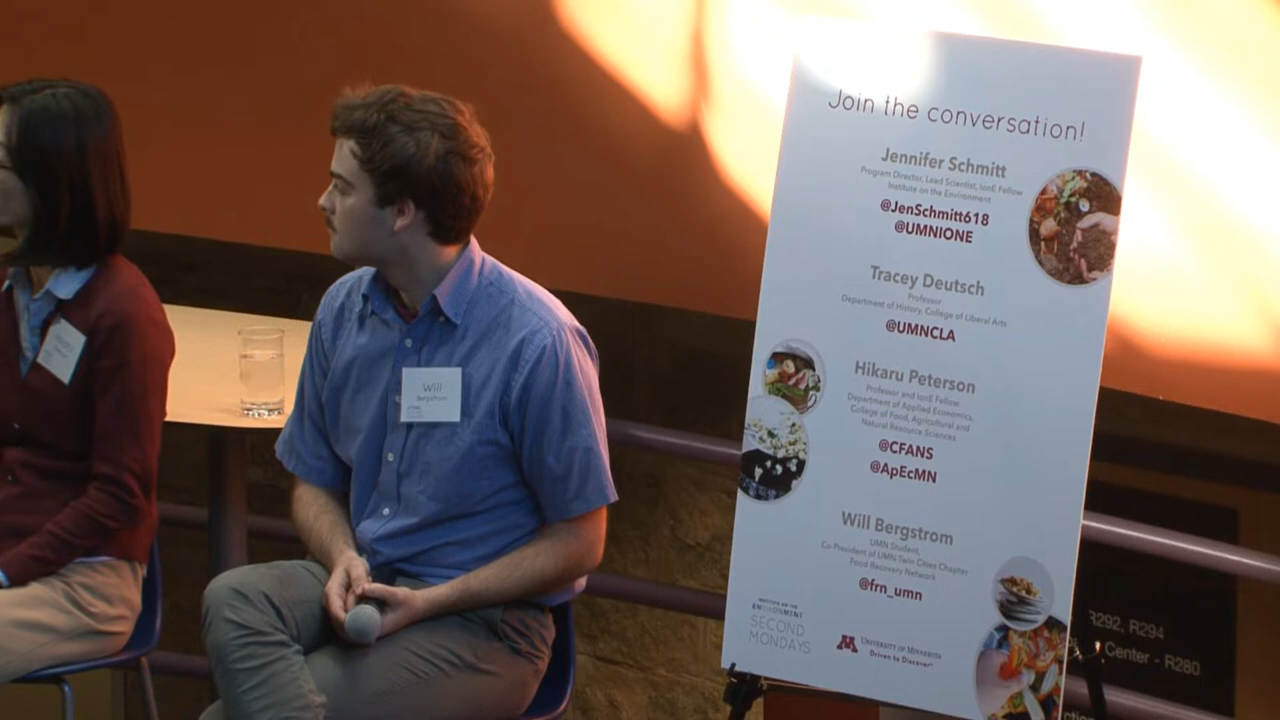 Join the conversation!
Jennifer Schmitt
Program Director, Lead Scientist, IonE Fellow
Institute on the Environment
@JenSchmitt618
@UMNIONE
Tracey Deutsch
Professor
Department of History, College of Liberal Arts
@UMNCLA
Hikaru Peterson
Professor and IonE Fellow
Department of Applied Economics,
College of Food, Agricultural and
Natural Resource Sciences
@CFANS
@ApEcMN
Will Bergstrom
UMN Student,
Co-President of UMN-Twin Cities Chapter
Food Recovery Network
@frn_umn
INSTITUTE ON THE
ENVIRONMENT
SECOND
MONDAYS
M
UNIVERSITY OF MINNESOTA
Driven to Discover
Will
Bergstrom
R292, R294
Center - R280